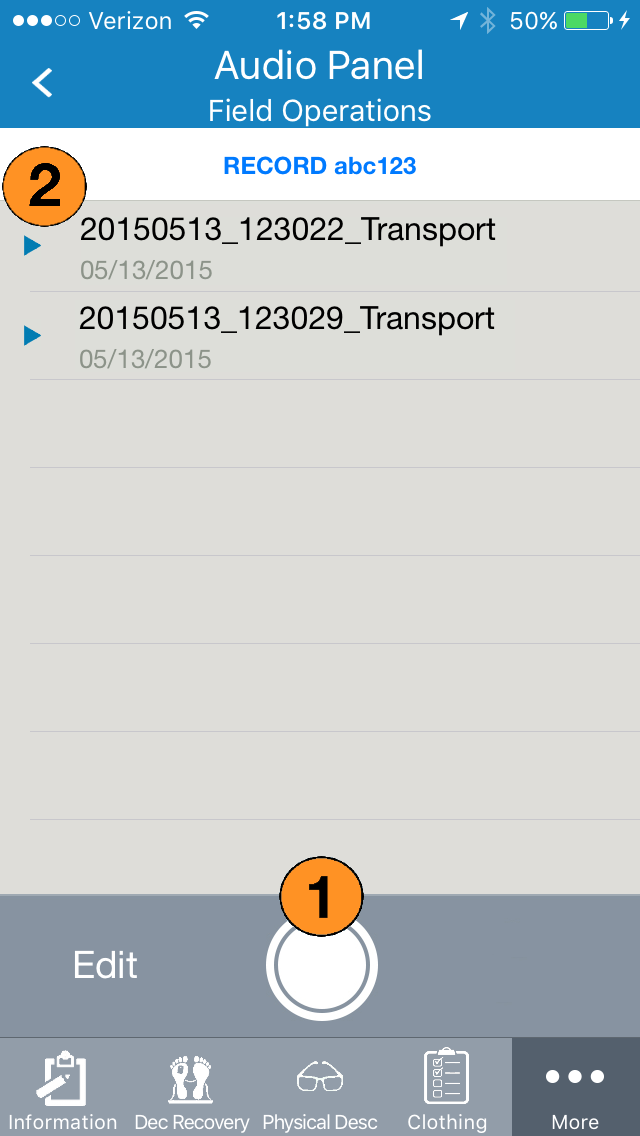 Verizon 1:58 PM 50%
Audio Panel
Field Operations
RECORD abc123
2
20150513_123022_Transport
05/13/2015
20150513_123029_Transport
05/13/2015
1
Edit
Information Dec Recovery Physical Desc Clothing More